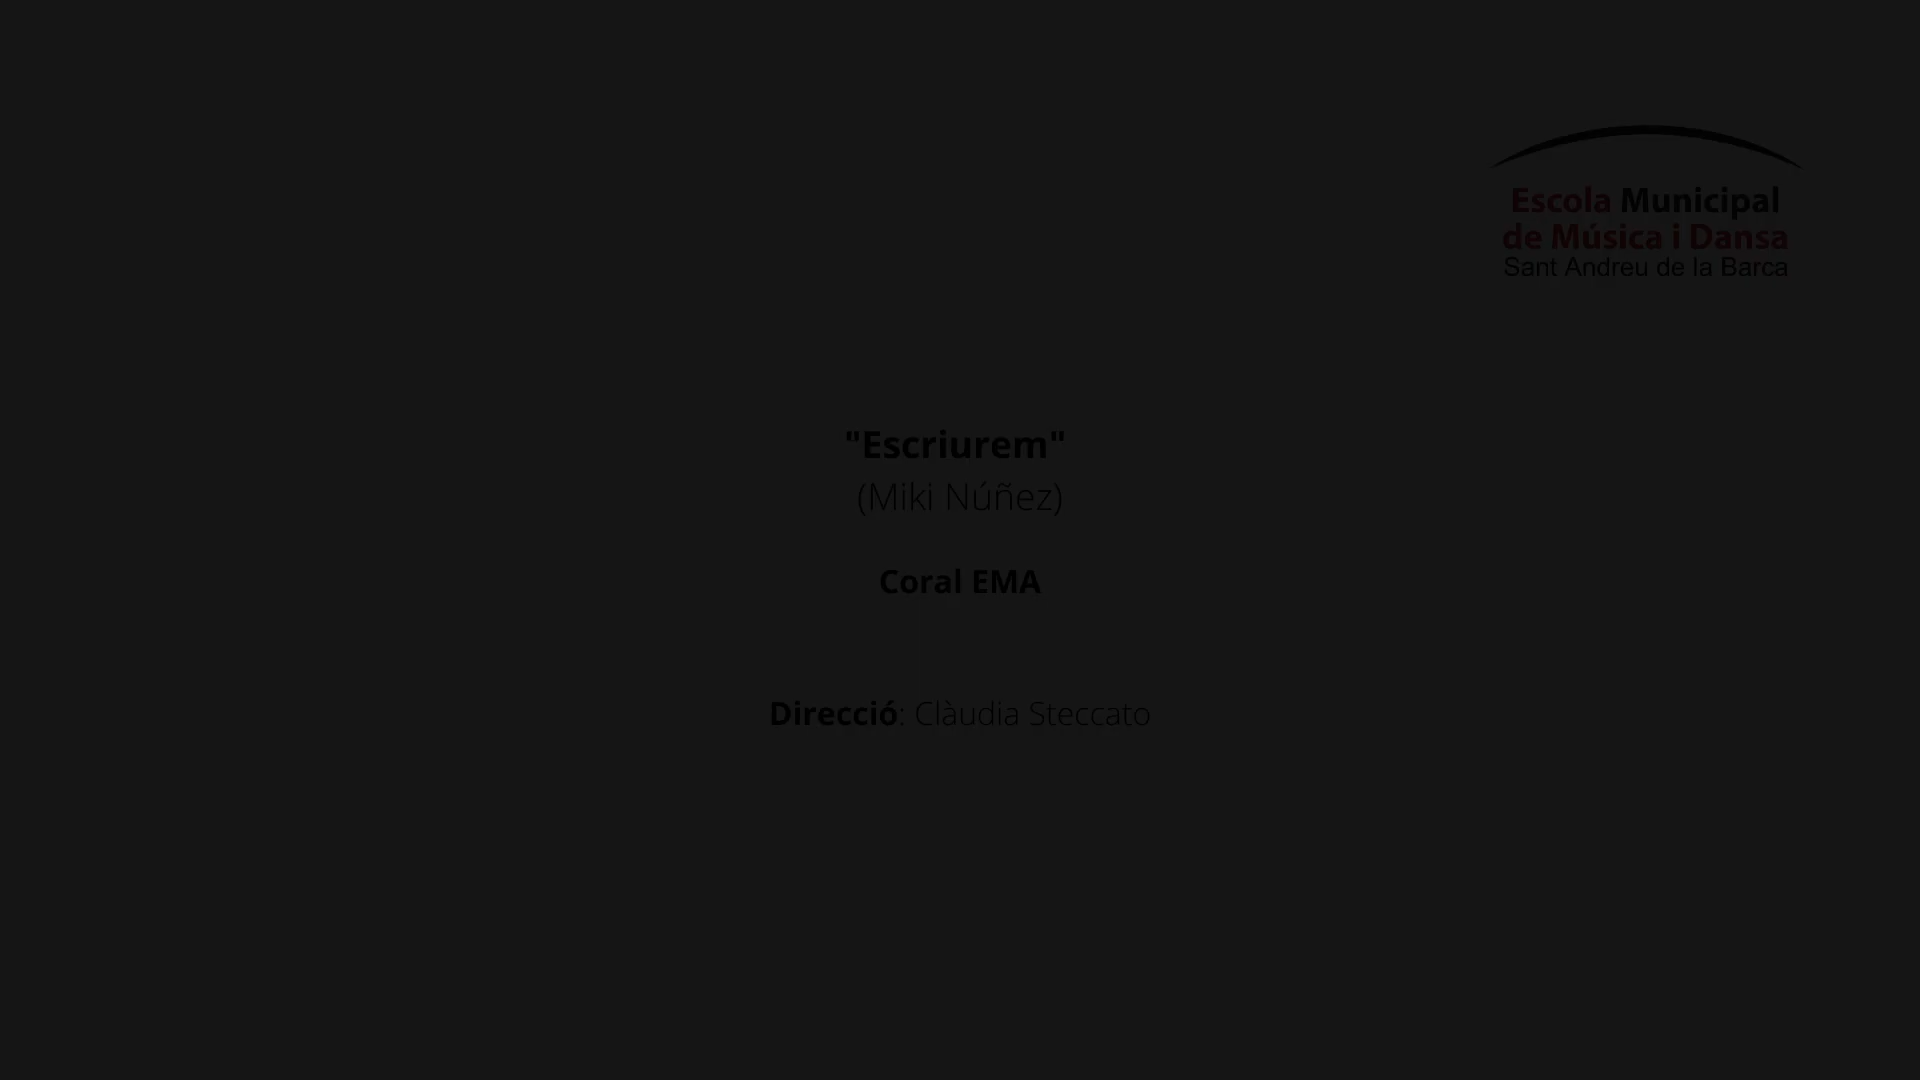 Escola Municipal
de Música i Dansa
Sant Andreu de la Barca
"Escriurem"
(Miki Núñez)
Coral EMA
Direcció: Clàudia Steccato